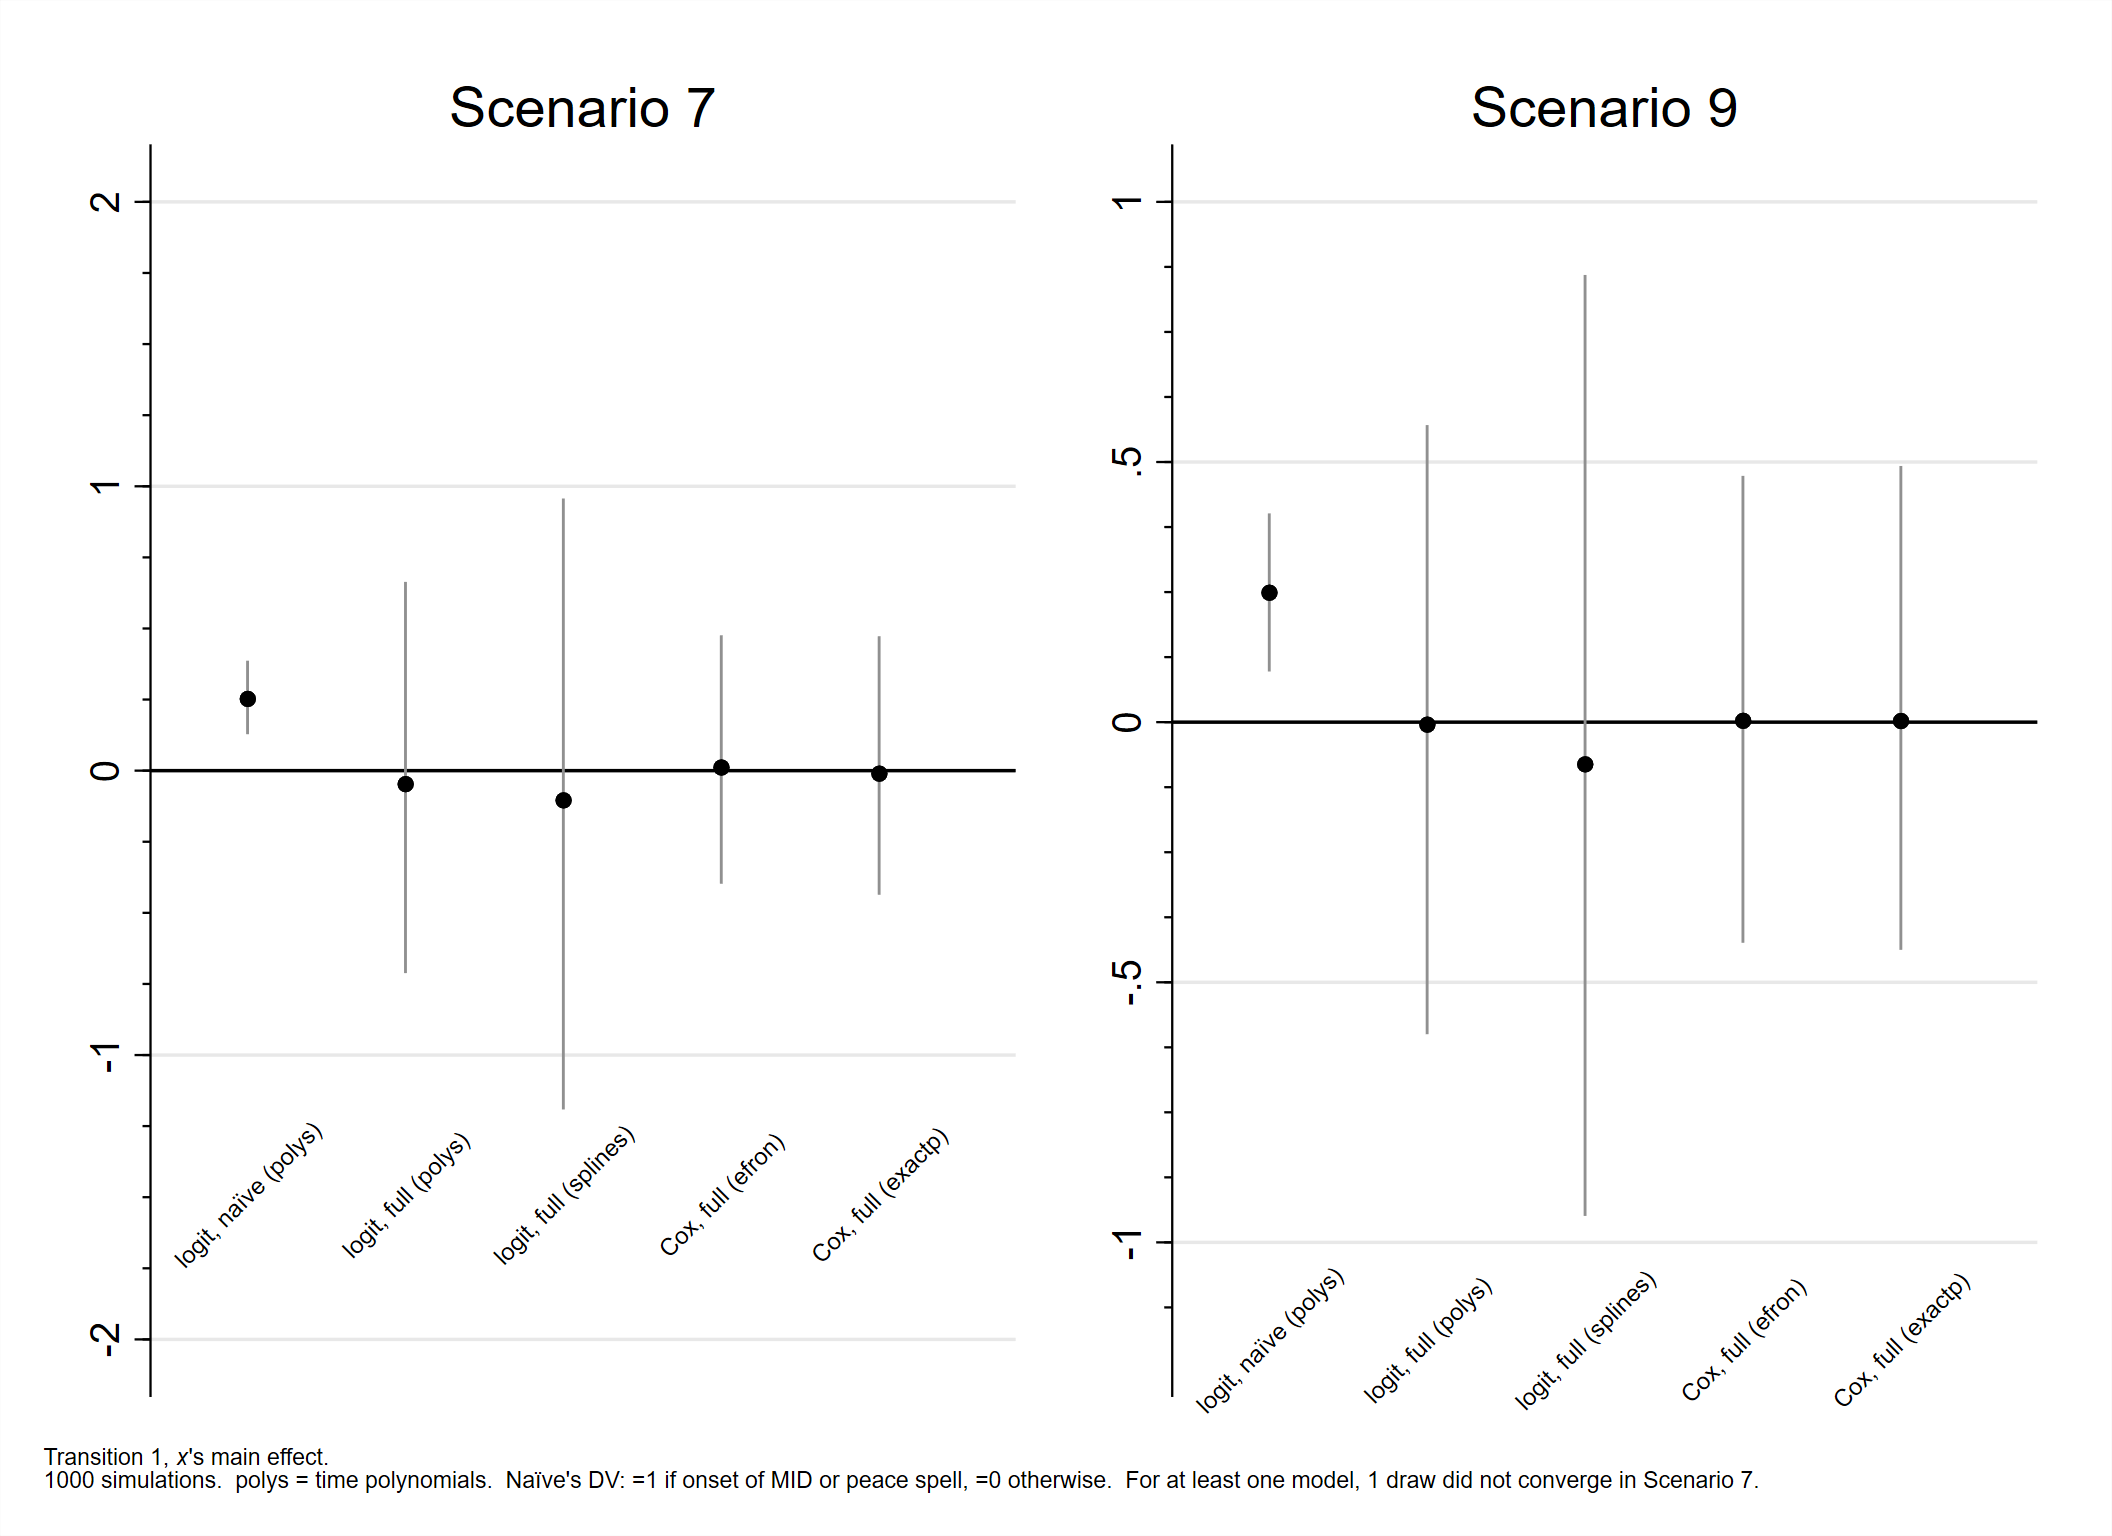 Scenario 7
2
1
0
-1
-2
logit, naïve (polys)
logit, full (polys)
logit, full (splines)
Cox, full (efron)
Cox, full (exactp)
Scenario 9
1
.5
0
-.5
-1
logit, naïve (polys)
logit, full (polys)
logit, full (splines)
Cox, full (efron)
Cox, full (exactp)
Transition 1, x's main effect.
1000 simulations.  polys = time polynomials.  Naïve's DV: =1 if onset of MID or peace spell, =0 otherwise.  For at least one model, 1 draw did not converge in Scenario 7.